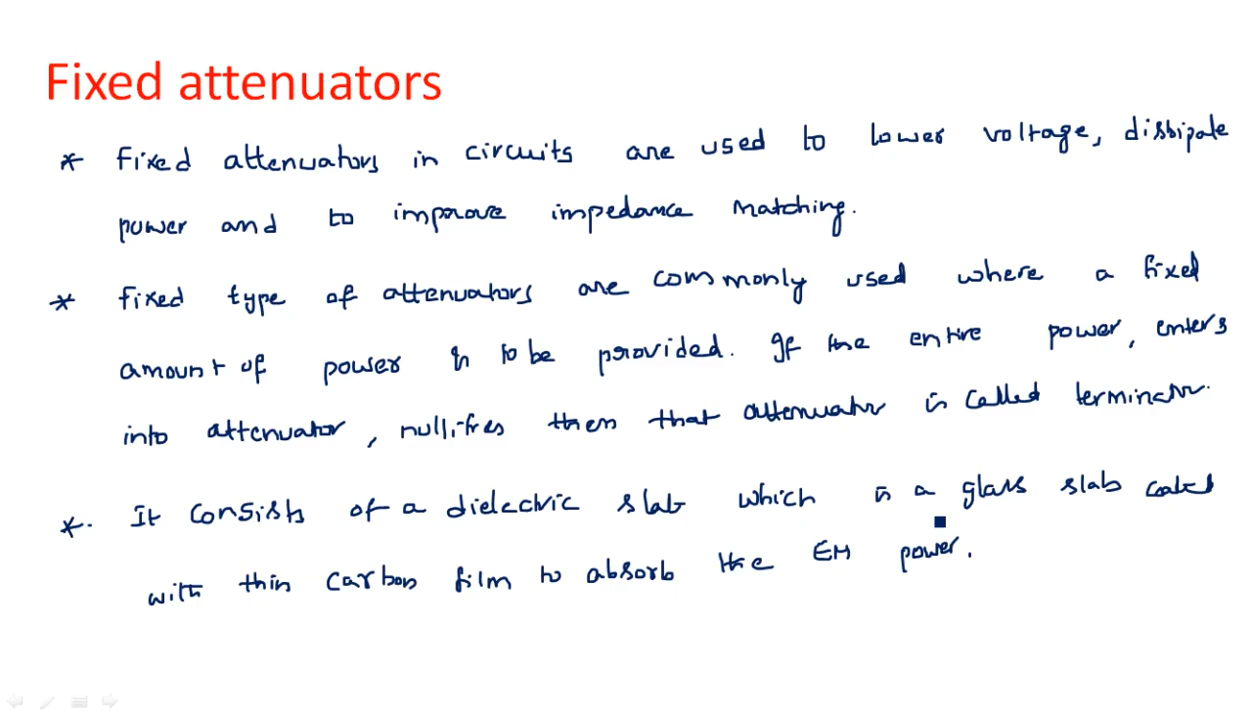 Fixed attenuators
* Fixed attenuators in circuits are used to lower voltage, dissipate
power and to improve impedance matching.
* Fixed type of attenuators are commonly used where a fixed
amount of power is to be provided. If the entire power, enters
into attenuator, nullifies then that attenuator is called terminator.
*. It consists of a dielectric slab which is a glass slab coated
with thin carbon film to absorb the EM power.